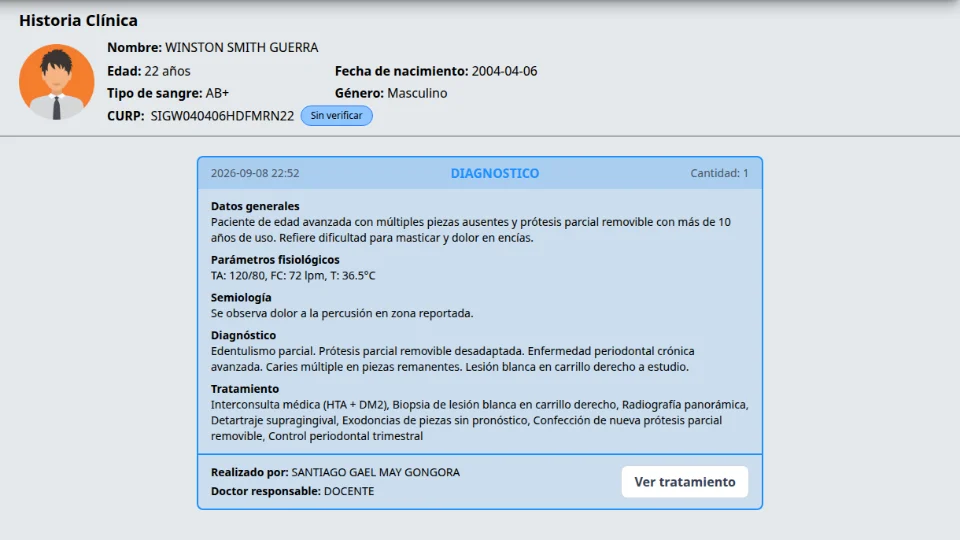 Historia Clínica
Nombre: WINSTON SMITH GUERRA
Edad: 22 años Fecha de nacimiento: 2004-04-06
Tipo de sangre: AB+ Género: Masculino
CURP: SIGW040406HDFMRN22 Sin verificar
2026-09-08 22:52 DIAGNOSTICO Cantidad: 1
Datos generales
Paciente de edad avanzada con múltiples piezas ausentes y prótesis parcial removible con más de 10
años de uso. Refiere dificultad para masticar y dolor en encías.
Parámetros fisiológicos
TA: 120/80, FC: 72 lpm, T: 36.5°C
Semiología
Se observa dolor a la percusión en zona reportada.
Diagnóstico
Edentulismo parcial. Prótesis parcial removible desadaptada. Enfermedad periodontal crónica
avanzada. Caries múltiple en piezas remanentes. Lesión blanca en carrillo derecho a estudio.
Tratamiento
Interconsulta médica (HTA + DM2), Biopsia de lesión blanca en carrillo derecho, Radiografía panorámica,
Detartraje supragingival, Exodoncias de piezas sin pronóstico, Confección de nueva prótesis parcial
removible, Control periodontal trimestral
Realizado por: SANTIAGO GAEL MAY GONGORA
Doctor responsable: DOCENTE
Ver tratamiento